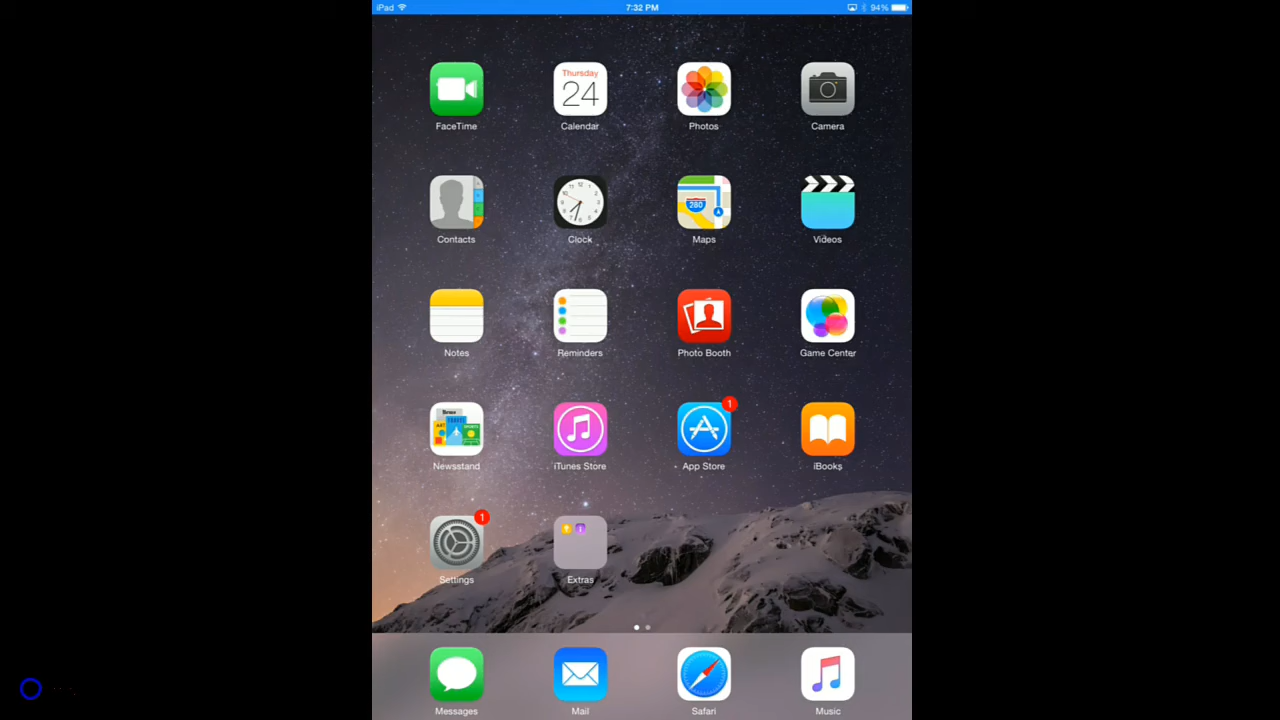 iPad 7:32 PM 94%
Thursday
24
FaceTime Calendar Photos Camera
280
Contacts Clock Maps Videos
Notes Reminders Photo Booth Game Center
1
Newsstand iTunes Store App Store iBooks
1
Settings Extras
Messages Mail Safari Music